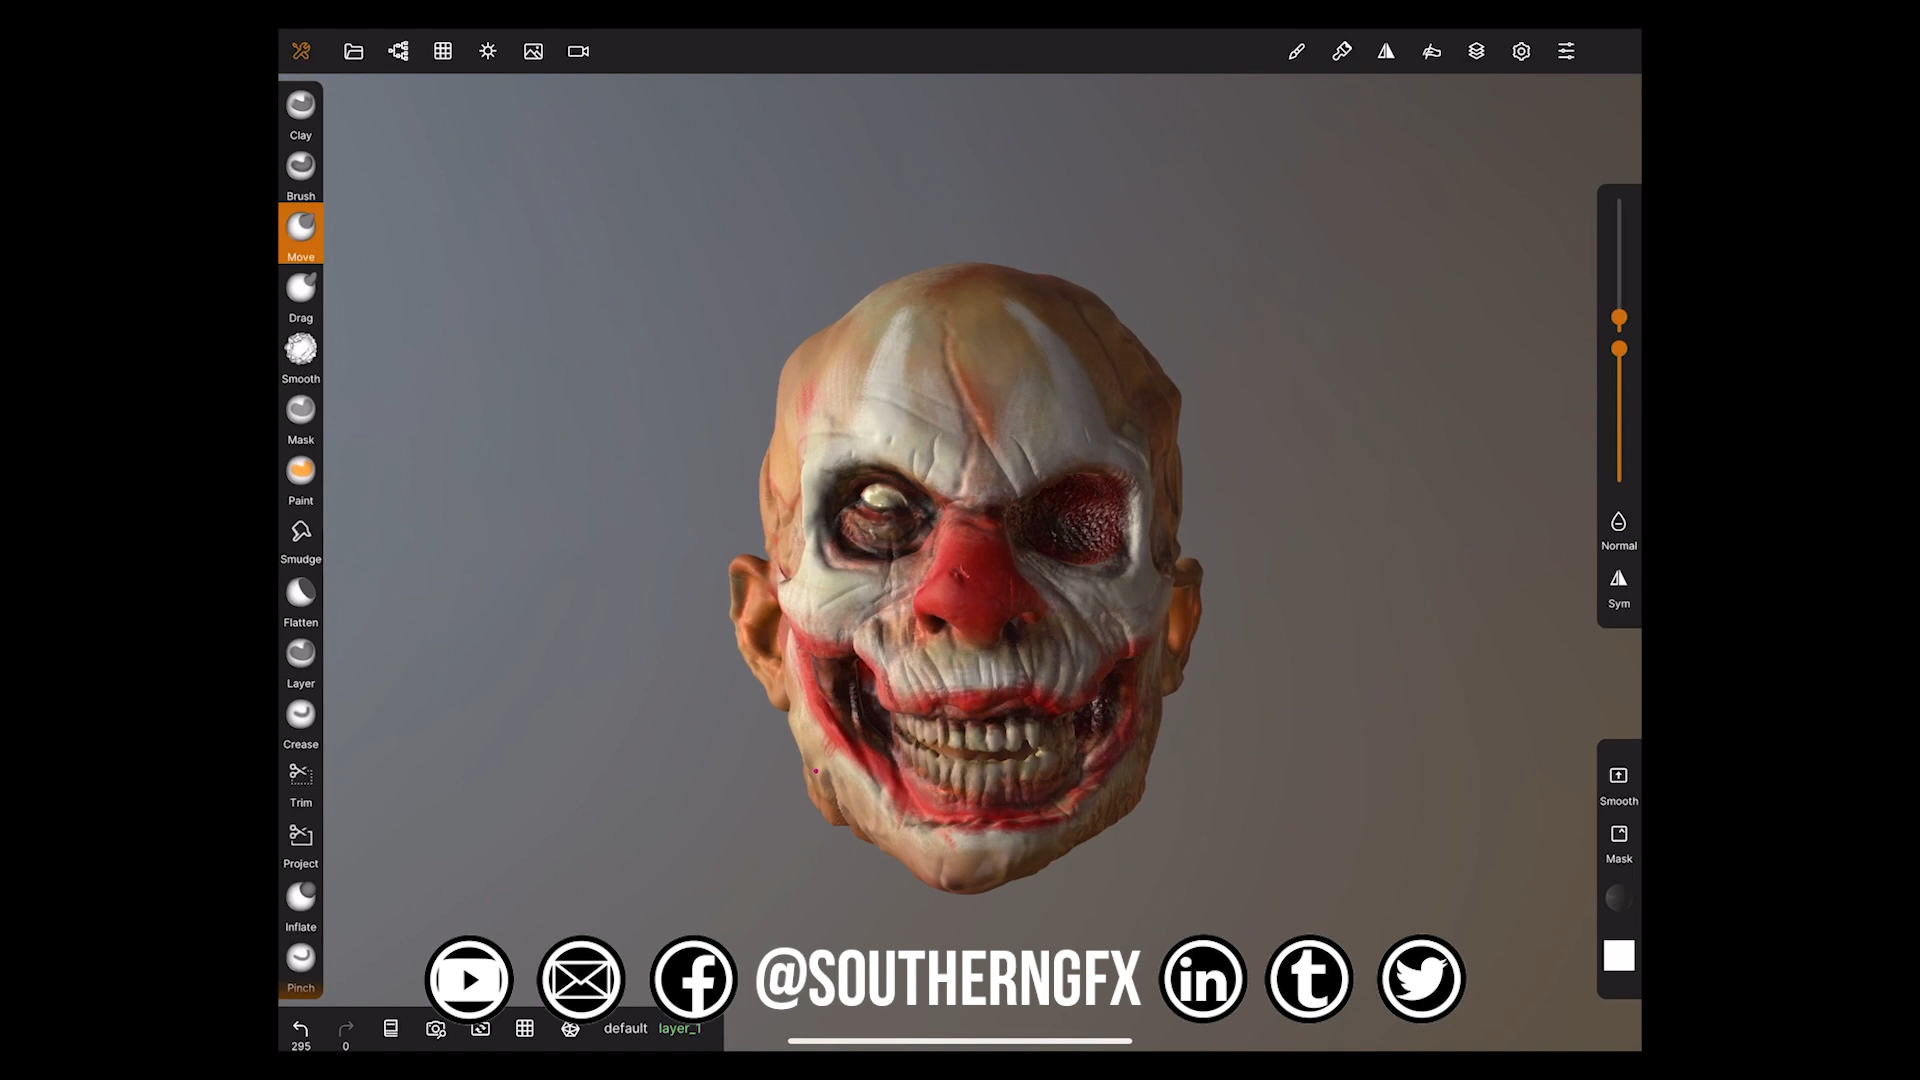 Clay
Brush
Move
Drag
Smooth
Mask
Paint
Smudge
Flatten
Layer
Crease
Trim
Project
Inflate
Pinch
Normal
Sym
Smooth
Mask
@SOUTHERNGFX
in
295
0
default
layer_1